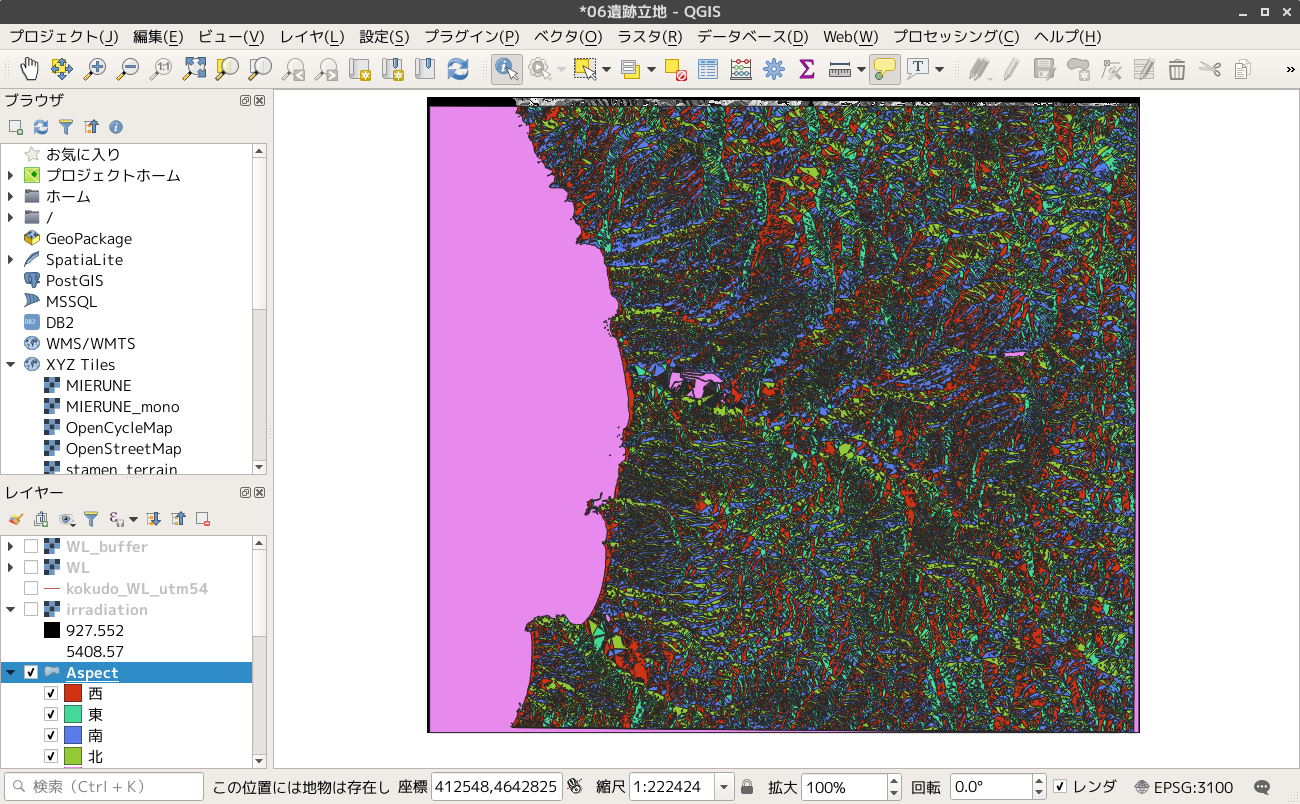 *06遺跡立地 - QGIS
プロジェクト(J) 編集(E) ビュー(V) レイヤ(L) 設定(S) プラグイン(P) ベクタ(O) ラスタ(R) データベース(D) Web(W) プロセッシング(C) ヘルプ(H)
ブラウザ
お気に入り
プロジェクトホーム
ホーム
/
GeoPackage
SpatiaLite
PostGIS
MSSQL
DB2
WMS/WMTS
XYZ Tiles
MIERUNE
MIERUNE_mono
OpenCycleMap
OpenStreetMap
stamen_terrain
レイヤー
WL_buffer
WL
kokudo_WL_utm54
irradiation
927.552
5408.57
Aspect
西
東
南
北
検索（Ctrl + K） この位置には地物は存在し 座標 412548,4642825 縮尺 1:222424 拡大 100% 回転 0.0° レンダ EPSG:3100